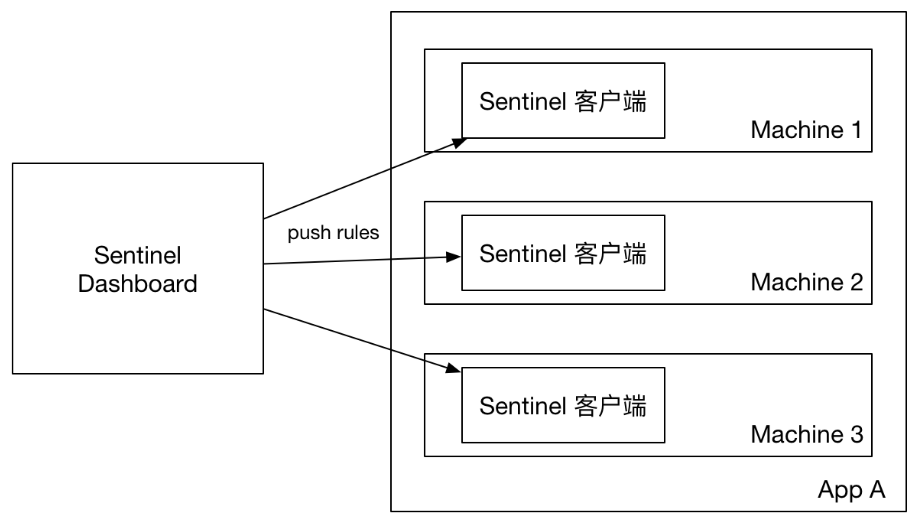 Sentinel
Dashboard
push rules
Sentinel 客户端
Machine 1
Sentinel 客户端
Machine 2
Sentinel 客户端
Machine 3
App A